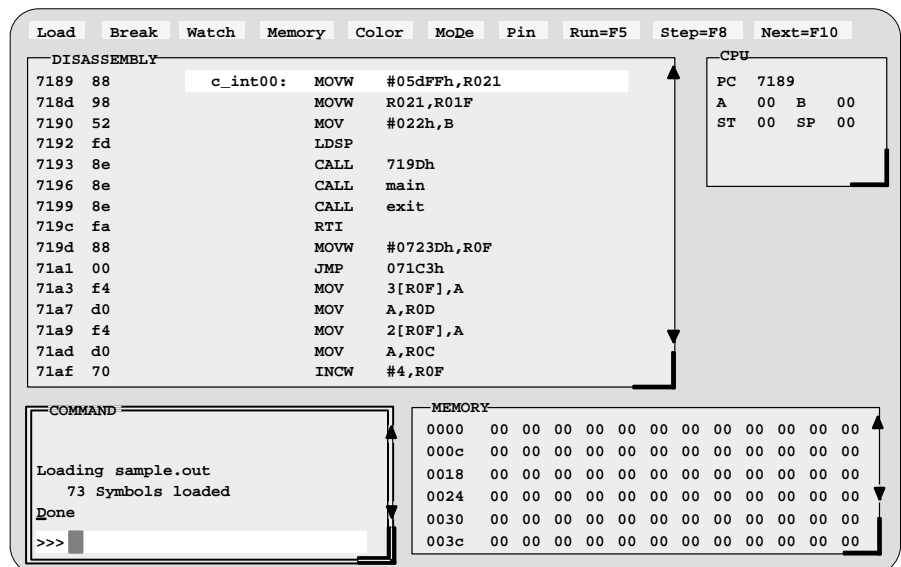 Load Break Watch Memory Color MoDe Pin Run=F5 Step=F8 Next=F10
DISASSEMBLY
7189 88 c_int00: MOVW #05dFFh,R021
718d 98 MOVW R021,R01F
7190 52 MOV #022h,B
7192 fd LDSP
7193 8e CALL 719Dh
7196 8e CALL main
7199 8e CALL exit
719c fa RTI
719d 88 MOVW #0723Dh,R0F
71a1 00 JMP 071C3h
71a3 f4 MOV 3[R0F],A
71a7 d0 MOV A,R0D
71a9 f4 MOV 2[R0F],A
71ad d0 MOV A,R0C
71af 70 INCW #4,R0F
CPU
PC 7189
A 00 B 00
ST 00 SP 00
COMMAND
Loading sample.out
73 Symbols loaded
Done
>>>
MEMORY
0000 00 00 00 00 00 00 00 00 00 00 00 00
000c 00 00 00 00 00 00 00 00 00 00 00 00
0018 00 00 00 00 00 00 00 00 00 00 00 00
0024 00 00 00 00 00 00 00 00 00 00 00 00
0030 00 00 00 00 00 00 00 00 00 00 00 00
003c 00 00 00 00 00 00 00 00 00 00 00 00